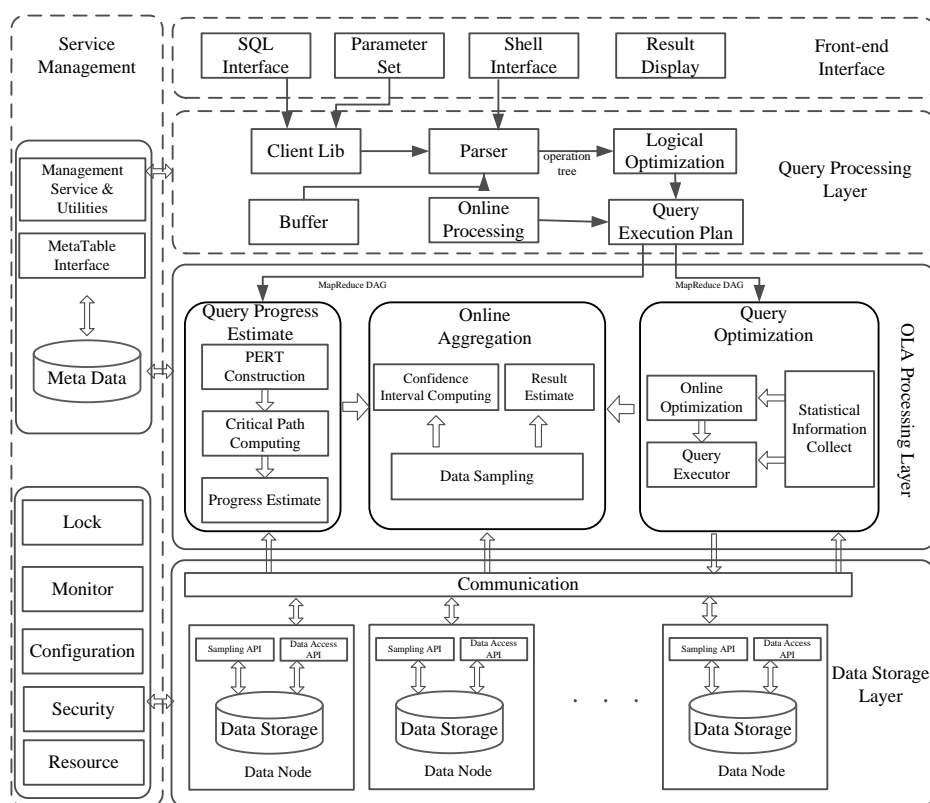 Service
Management
Management
Service &
Utilities
MetaTable
Interface
Meta Data
Lock
Monitor
Configuration
Security
Resource
SQL
Interface
Parameter
Set
Shell
Interface
Result
Display
Front-end
Interface
Client Lib
Parser
operation
tree
Logical
Optimization
Buffer
Online
Processing
Query
Execution Plan
Query Processing
Layer
MapReduce DAG
MapReduce DAG
Query Progress
Estimate
PERT
Construction
Critical Path
Computing
Progress Estimate
Online
Aggregation
Confidence
Interval Computing
Result
Estimate
Data Sampling
Query
Optimization
Online
Optimization
Query
Executor
Statistical
Information
Collect
OLA Processing Layer
Communication
Sampling API
Data Access
API
Data Storage
Data Node
Sampling API
Data Access
API
Data Storage
Data Node
. . .
Sampling API
Data Access
API
Data Storage
Data Node
Data Storage
Layer